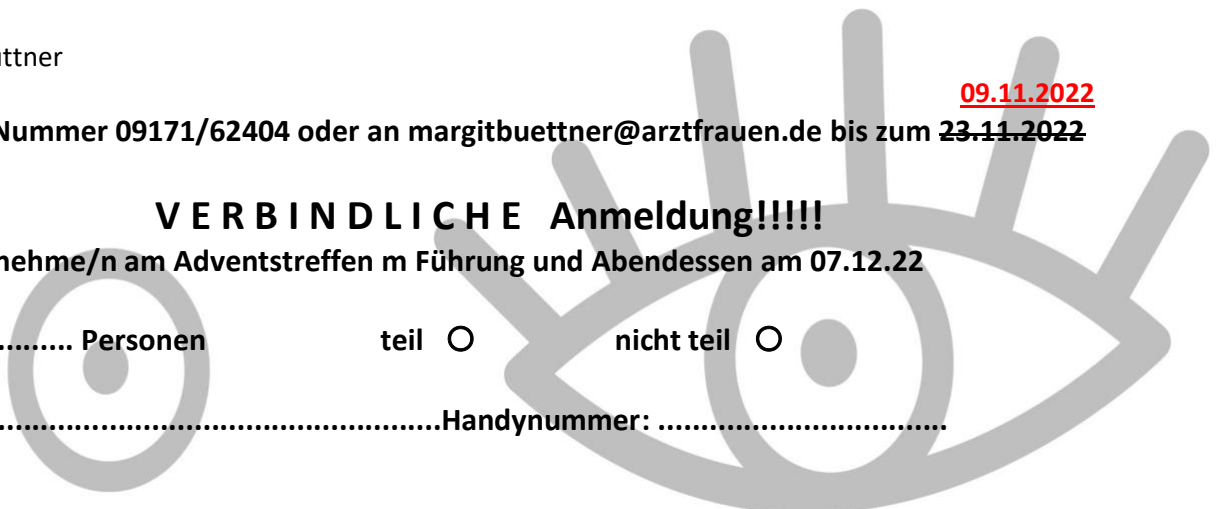 ttner
09.11.2022
Nummer 09171/62404 oder an margitbuettner@arztfrauen.de bis zum 23.11.2022
V E R B I N D L I C H E Anmeldung!!!!!
nehme/n am Adventstreffen m Führung und Abendessen am 07.12.22
......... Personen teil O nicht teil O
....................................................Handynummer: ..................................